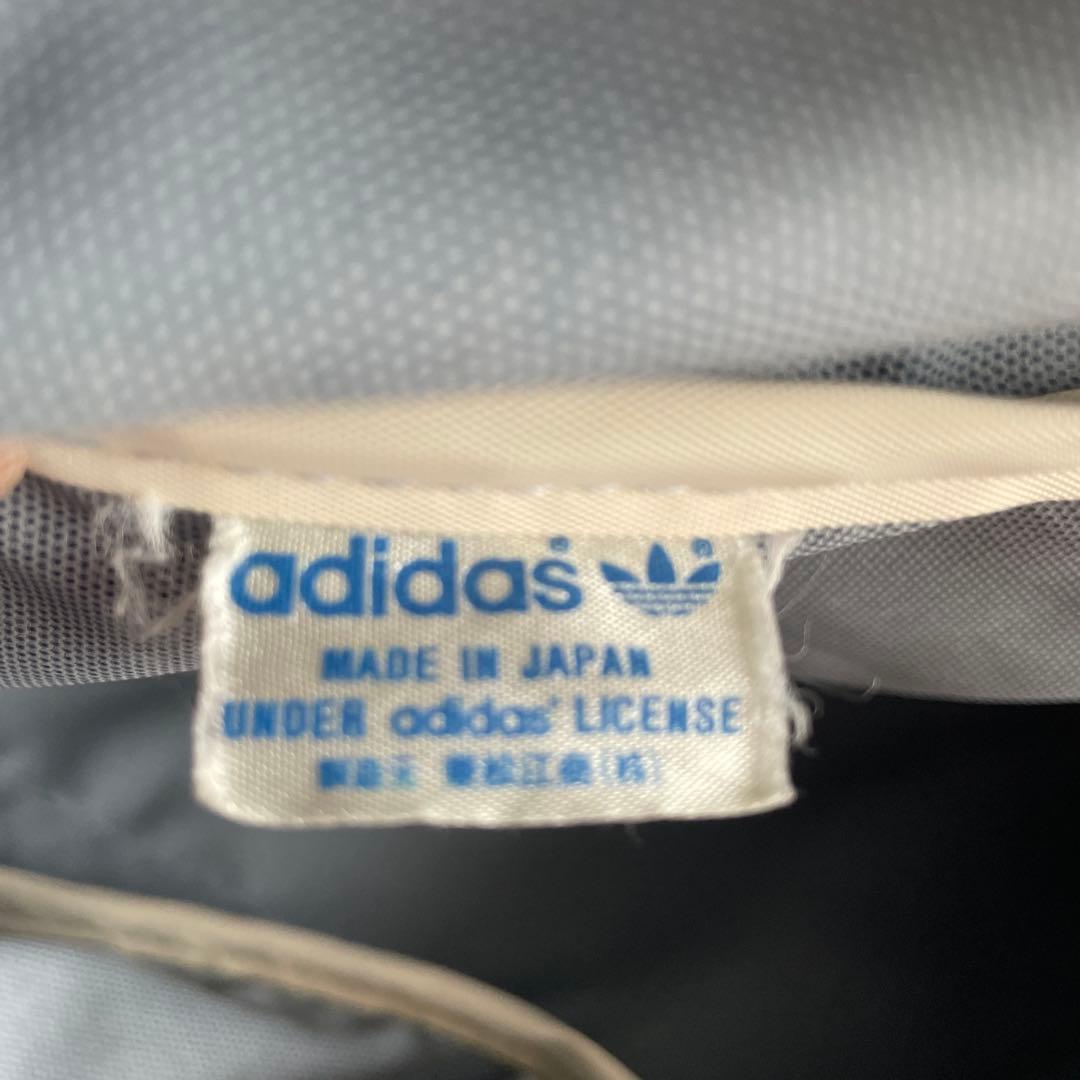 adidas®
MADE IN JAPAN
UNDER adidas® LICENSE
製造元 (株)